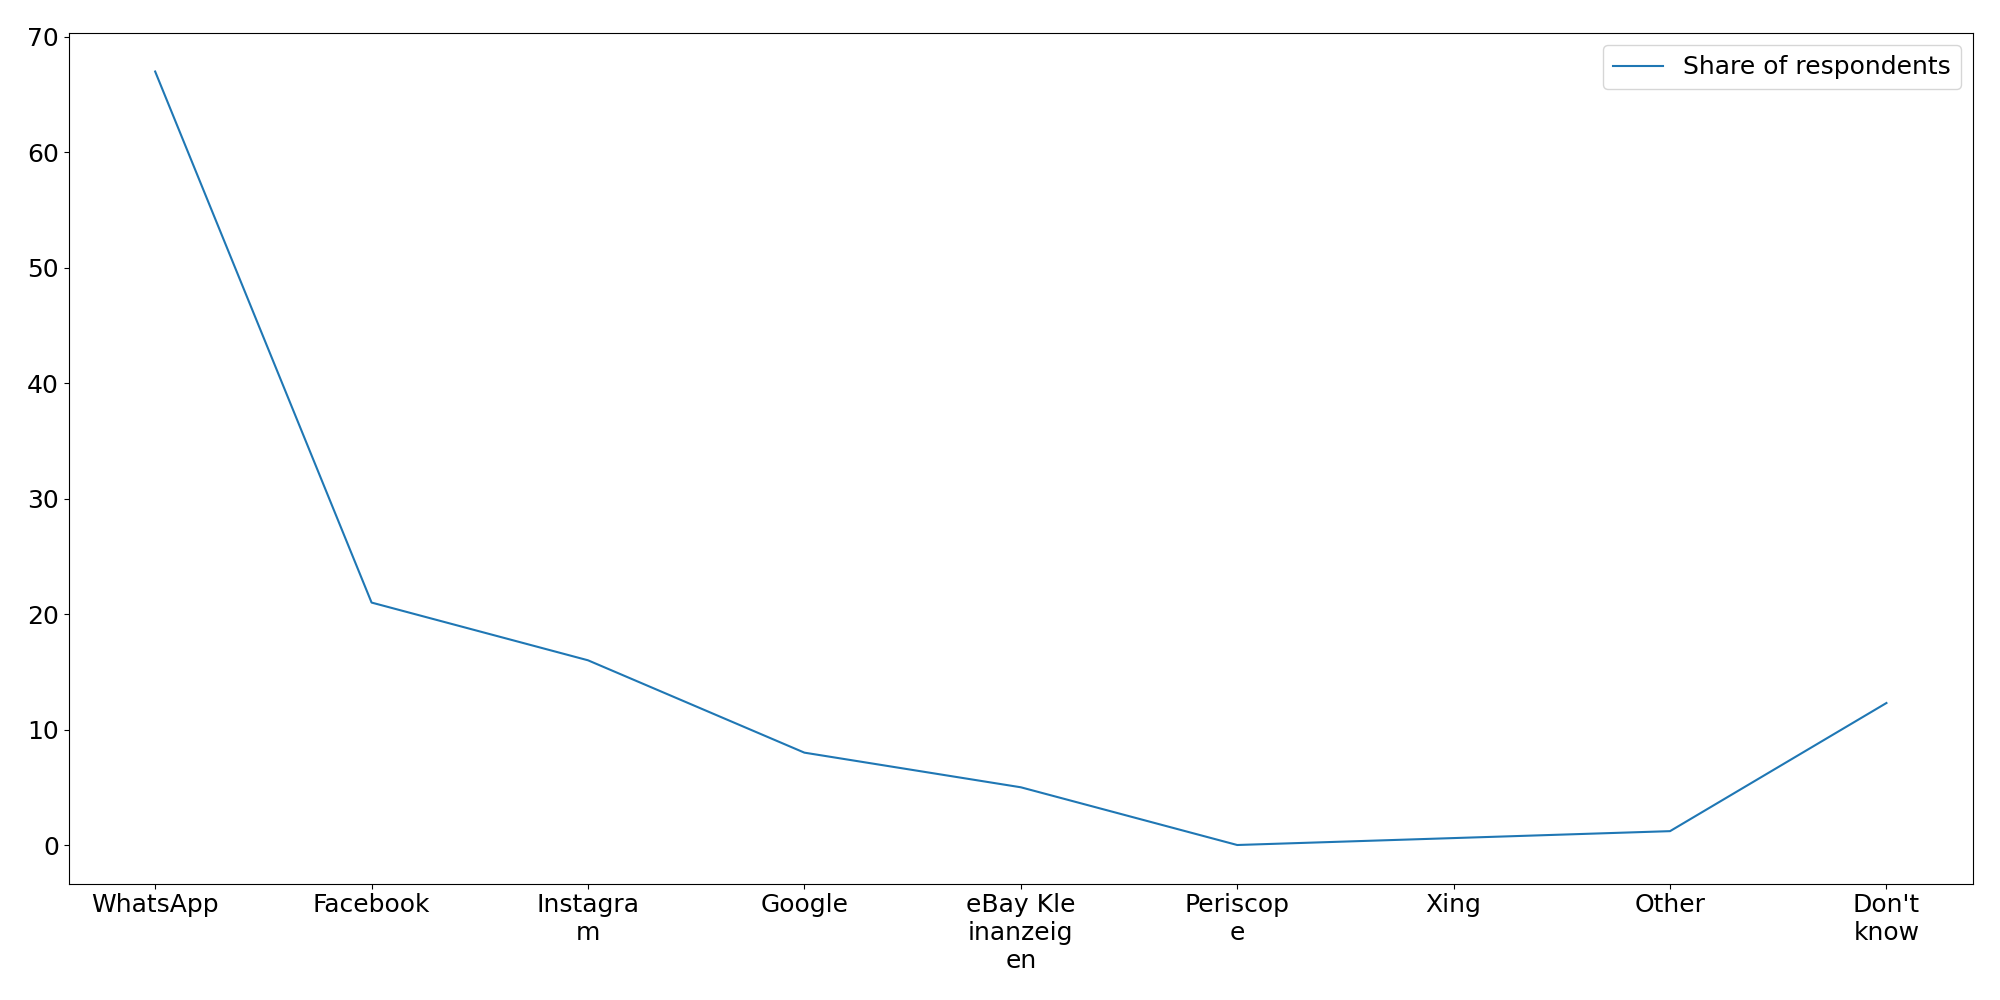 70
60
50
40
30
20
10
0
Share of respondents
WhatsApp
Facebook
Instagra
m
Google
eBay Kle
inanzeig
en
Periscop
e
Xing
Other
Don't
know